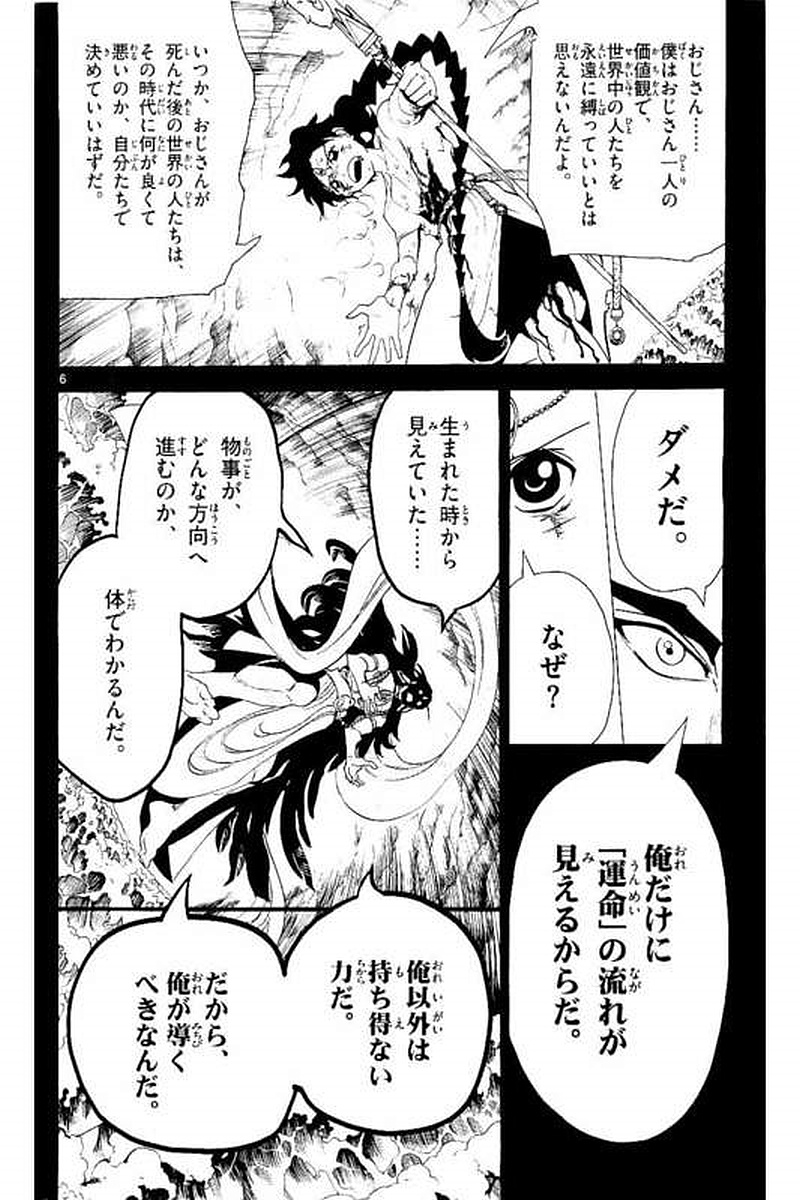 おじさん……
僕はおじさん一人の
価値観で、
世界中の人たちを
永遠に縛っていいとは
思えないんだよ。
いつか、おじさんが
死んだ後の世界の人たちは、
その時代に何が良くて
悪いのか、自分たちで
決めていいはずだ。
6
ダメだ。
なぜ?
生まれた時から
見えていた……
物事が、
どんな方向へ
進むのか、
体でわかるんだ。
俺だけに
「運命」の流れが
見えるからだ。
俺以外は
持ち得ない
力だ。
だから、
俺が導く
べきなんだ。